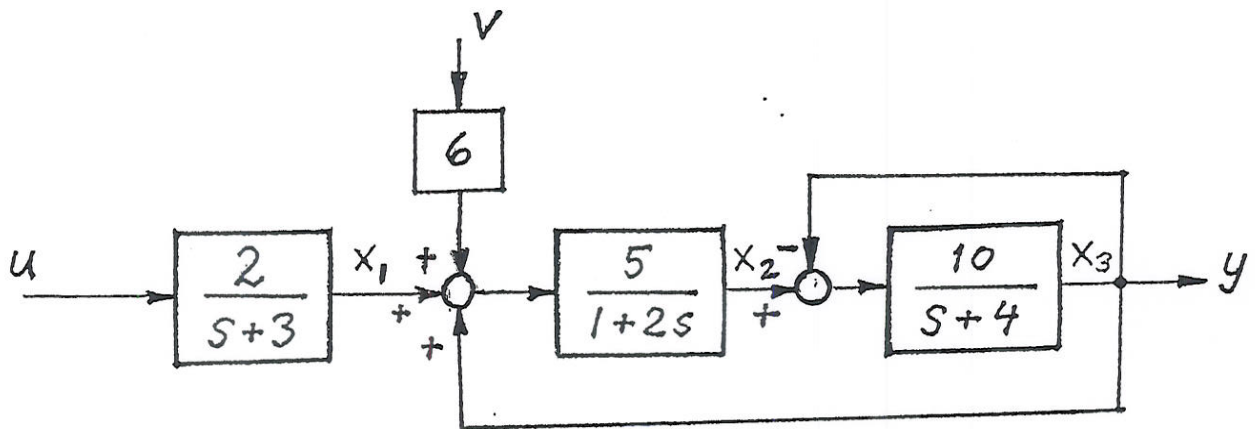 V
6
u
2
s+3
x₁
+
+
+
5
1+2s
x₂
-
+
10
s+4
x₃
y